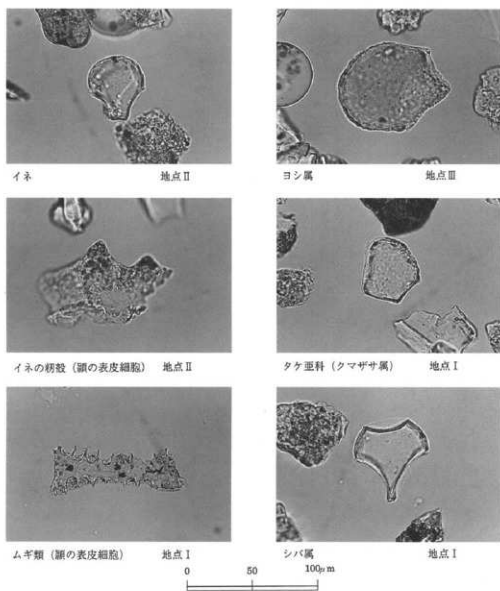 イネ 地点Ⅱ
ヨシ属 地点Ⅲ
イネの籾殻（穎の表皮細胞） 地点Ⅱ
タケ亜科（クマザサ属） 地点Ⅰ
ムギ類（穎の表皮細胞） 地点Ⅰ
シバ属 地点Ⅰ
0 50 100μm